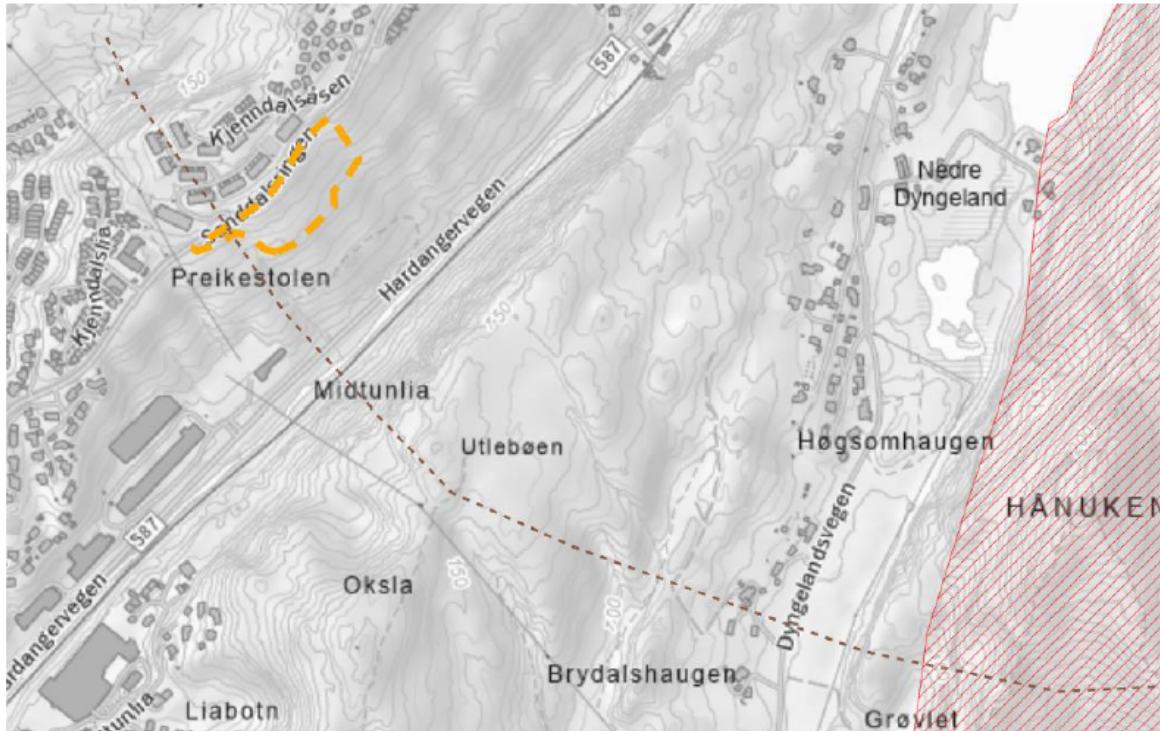 150
Kjenndalsåsen
587
Nedre
Dyngeland
Hardangervegen
Kjenndalslia
Preikestolen
150
Midtunlia
Utlebøen
Høgsomhaugen
HÅNUKEN
587
150
Oksla
200
Dyngelandsvegen
Brydalshaugen
Liabotn
Grøvlet